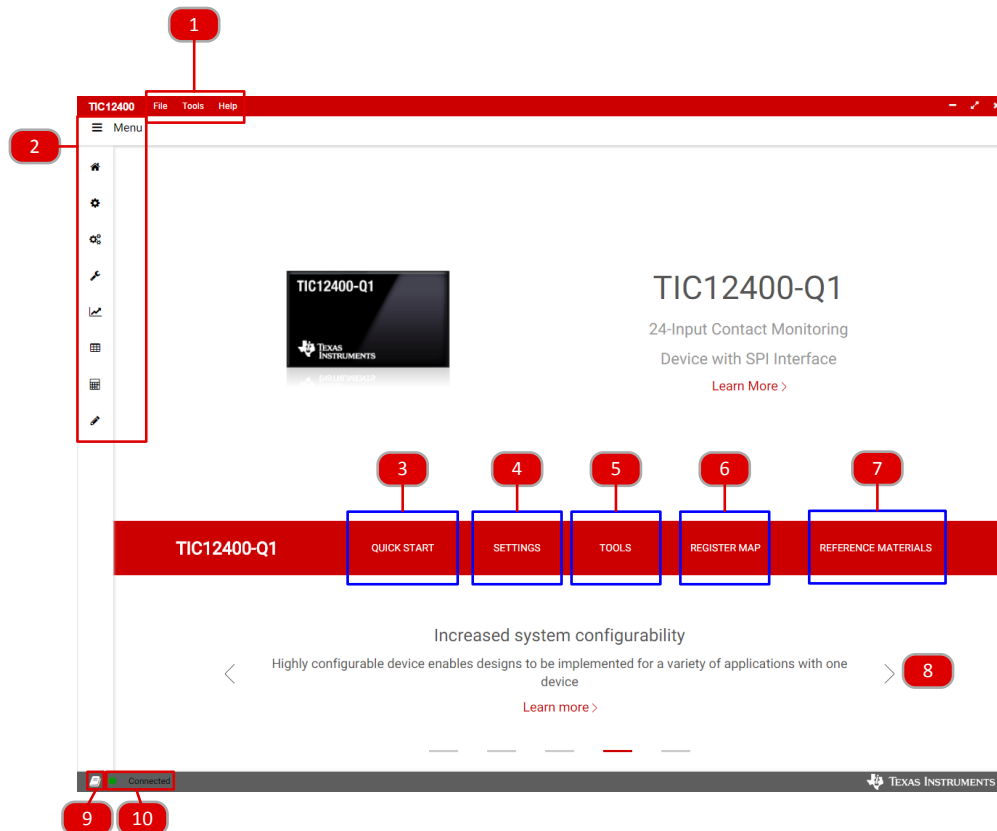 1
TIC12400 File Tools Help
2
Menu
TIC12400-Q1
TEXAS
INSTRUMENTS
TIC12400-Q1
24-Input Contact Monitoring
Device with SPI Interface
Learn More >
3 4 5 6 7
TIC12400-Q1 QUICK START SETTINGS TOOLS REGISTER MAP REFERENCE MATERIALS
Increased system configurability
Highly configurable device enables designs to be implemented for a variety of applications with one
device
8
Learn more >
Connected
TEXAS INSTRUMENTS
9 10